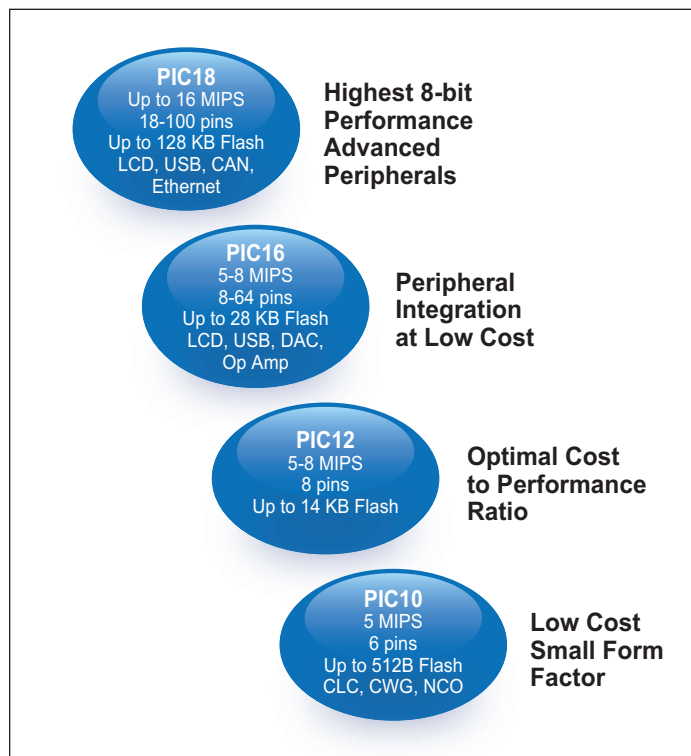 PIC18
Up to 16 MIPS
18-100 pins
Up to 128 KB Flash
LCD, USB, CAN,
Ethernet
Highest 8-bit
Performance
Advanced
Peripherals
PIC16
5-8 MIPS
8-64 pins
Up to 28 KB Flash
LCD, USB, DAC,
Op Amp
Peripheral
Integration
at Low Cost
PIC12
5-8 MIPS
8 pins
Up to 14 KB Flash
Optimal Cost
to Performance
Ratio
PIC10
5 MIPS
6 pins
Up to 512B Flash
CLC, CWG, NCO
Low Cost
Small Form
Factor